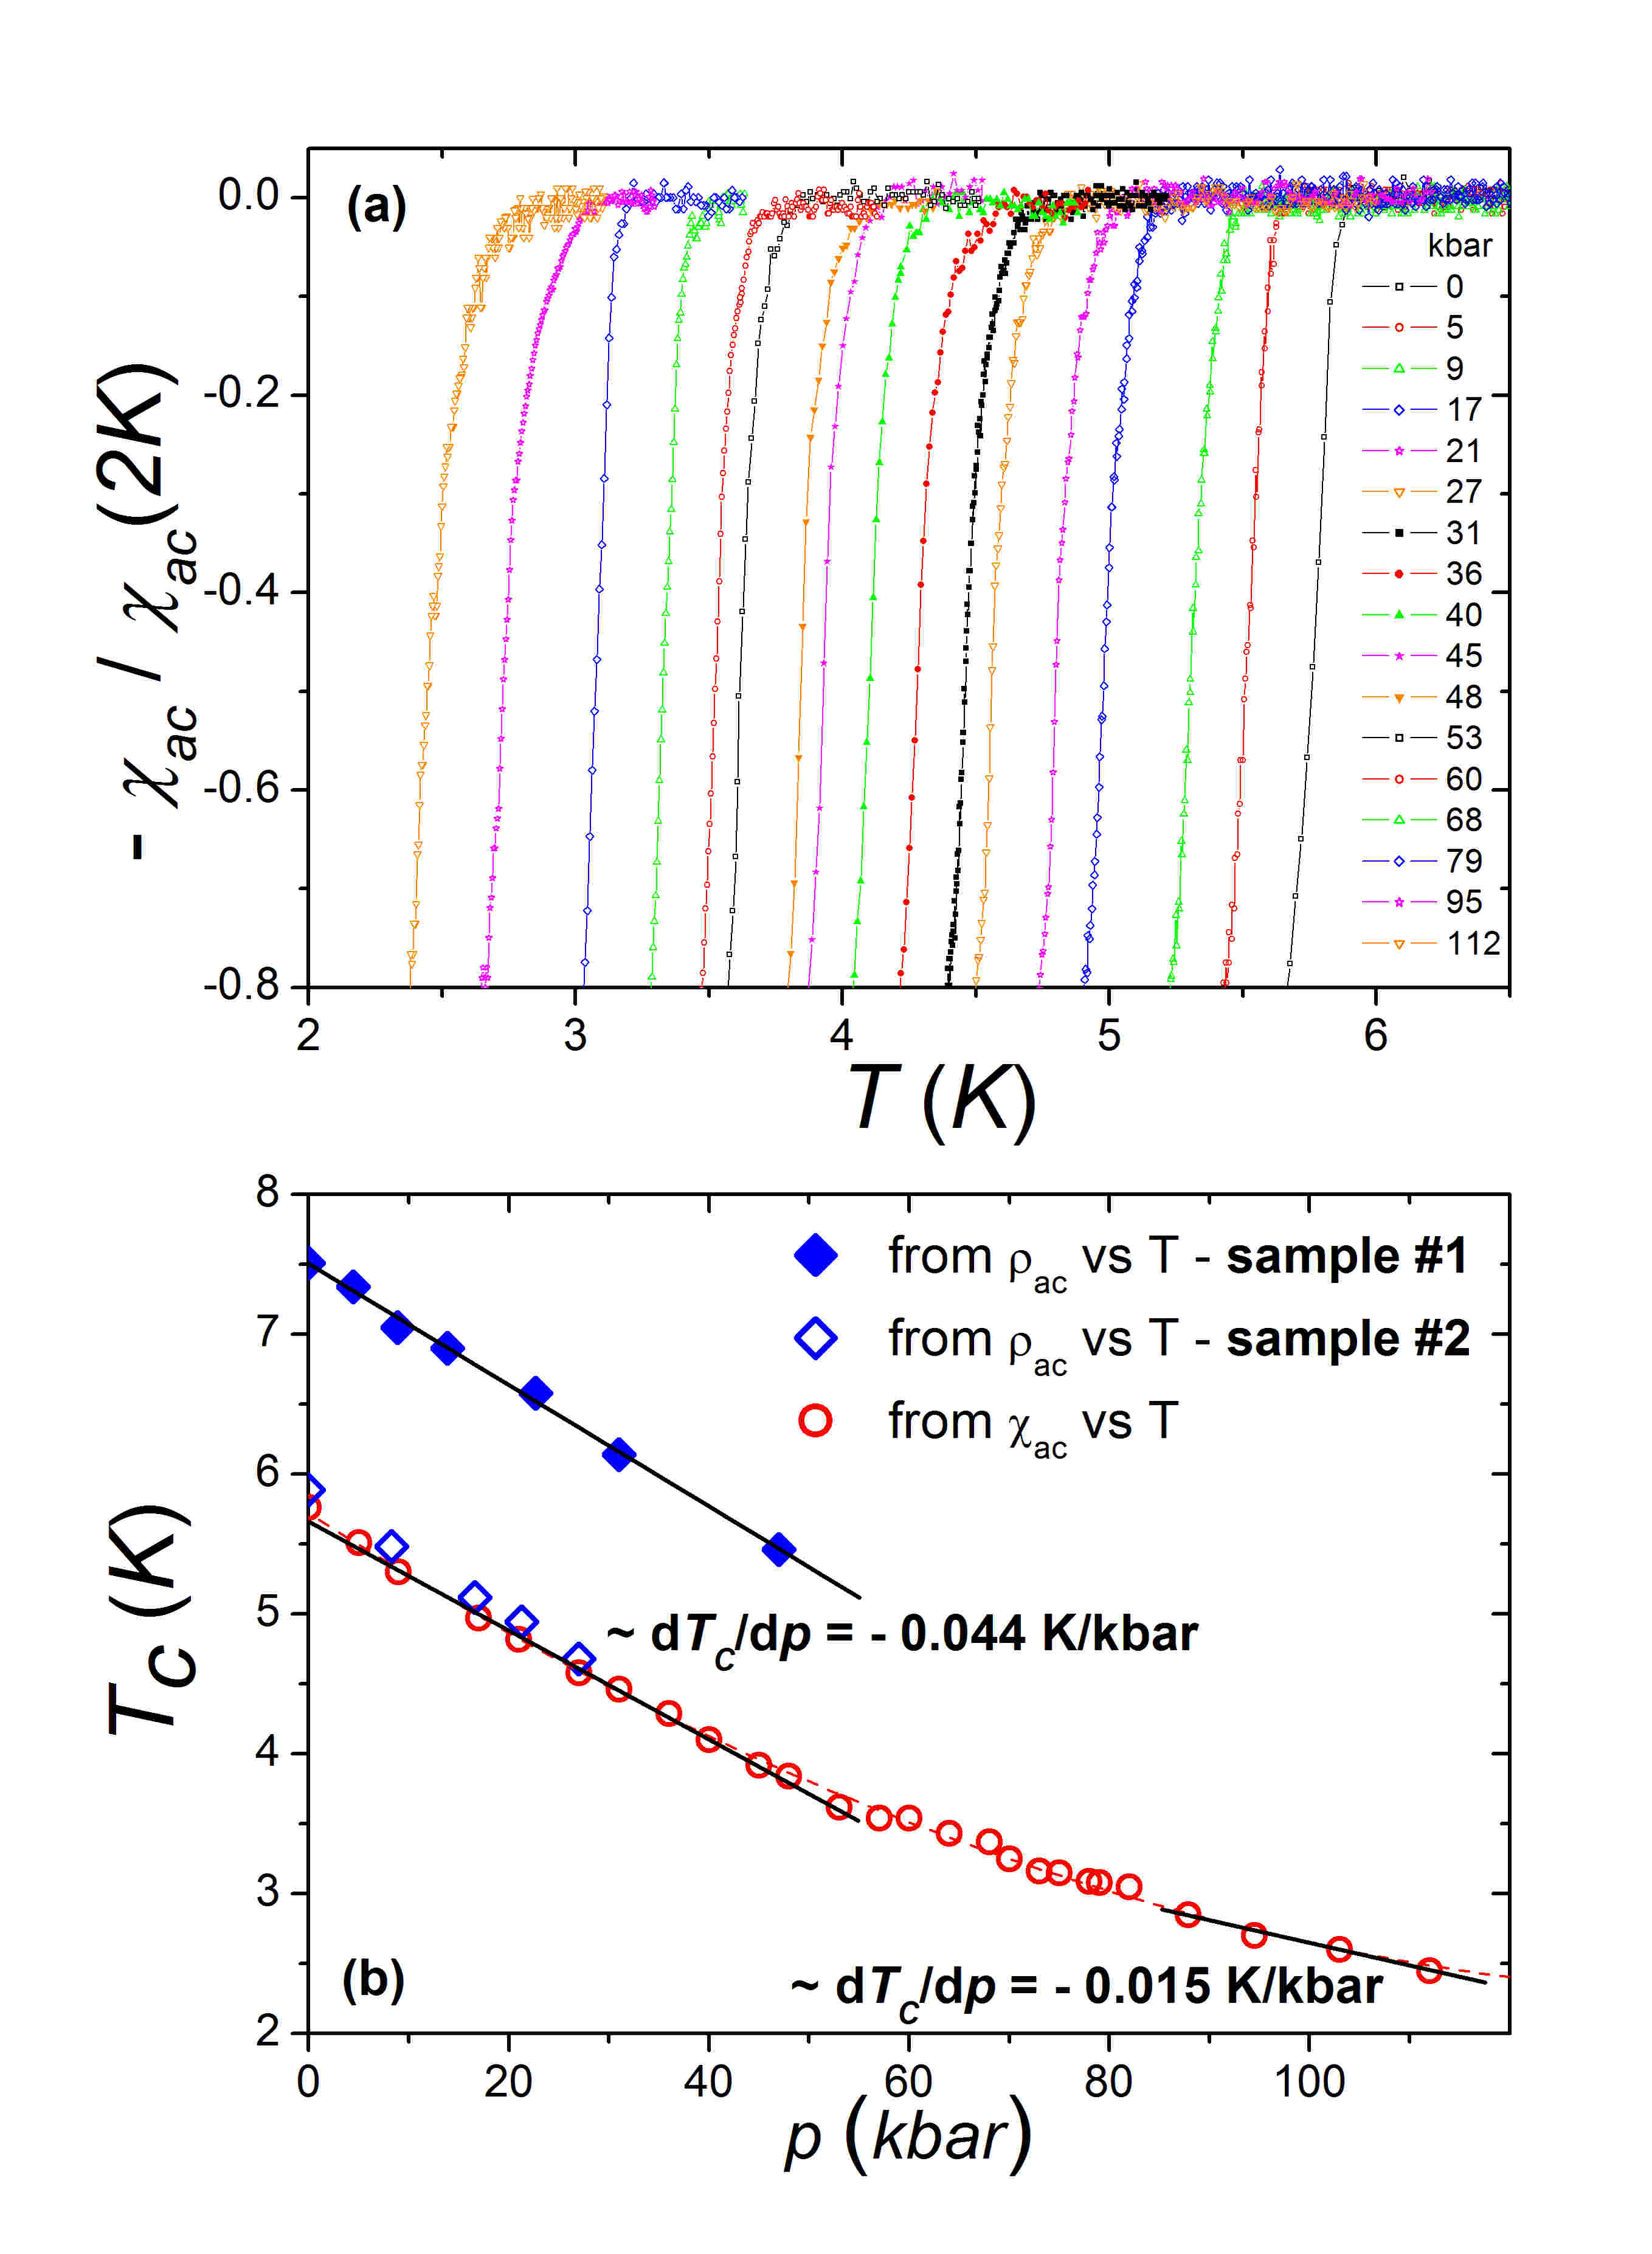 (a)
0.0
-0.2
-0.4
-0.6
-0.8
- χac / χac (2K)
kbar
0
5
9
17
21
27
31
36
40
45
48
53
60
68
79
95
112
2 3 4 5 6
T (K)
8
7
6
5
4
3
2
Tc (K)
from ρac vs T - sample #1
from ρac vs T - sample #2
from χac vs T
~ dTc/dp = - 0.044 K/kbar
~ dTc/dp = - 0.015 K/kbar
(b)
0 20 40 60 80 100
p (kbar)